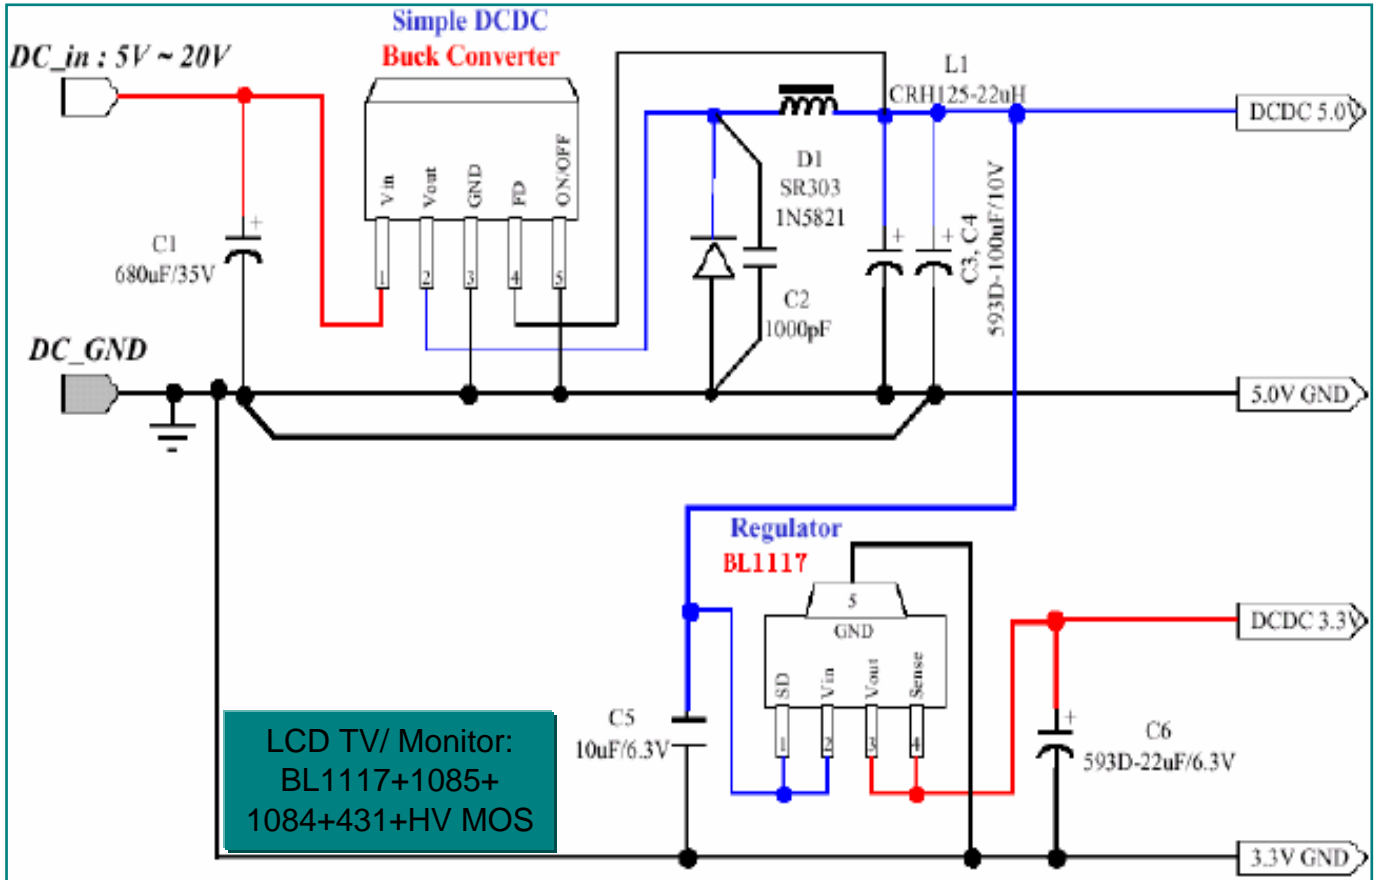 Simple DCDC
Buck Converter
DC_in : 5V ~ 20V
L1
CRH125-22uH
DCDC 5.0V
Vin
Vout
GND
FD
ON/OFF
1
2
3
4
5
C1
680uF/35V
+
D1
SR303
1N5821
C2
1000pF
+
+
C3, C4
593D-100uF/10V
DC_GND
5.0V GND
Regulator
BL1117
5
GND
SD
Vin
Vout
Sense
1
2
3
4
DCDC 3.3V
C5
10uF/6.3V
+
C6
593D-22uF/6.3V
LCD TV/ Monitor:
BL1117+1085+
1084+431+HV MOS
3.3V GND